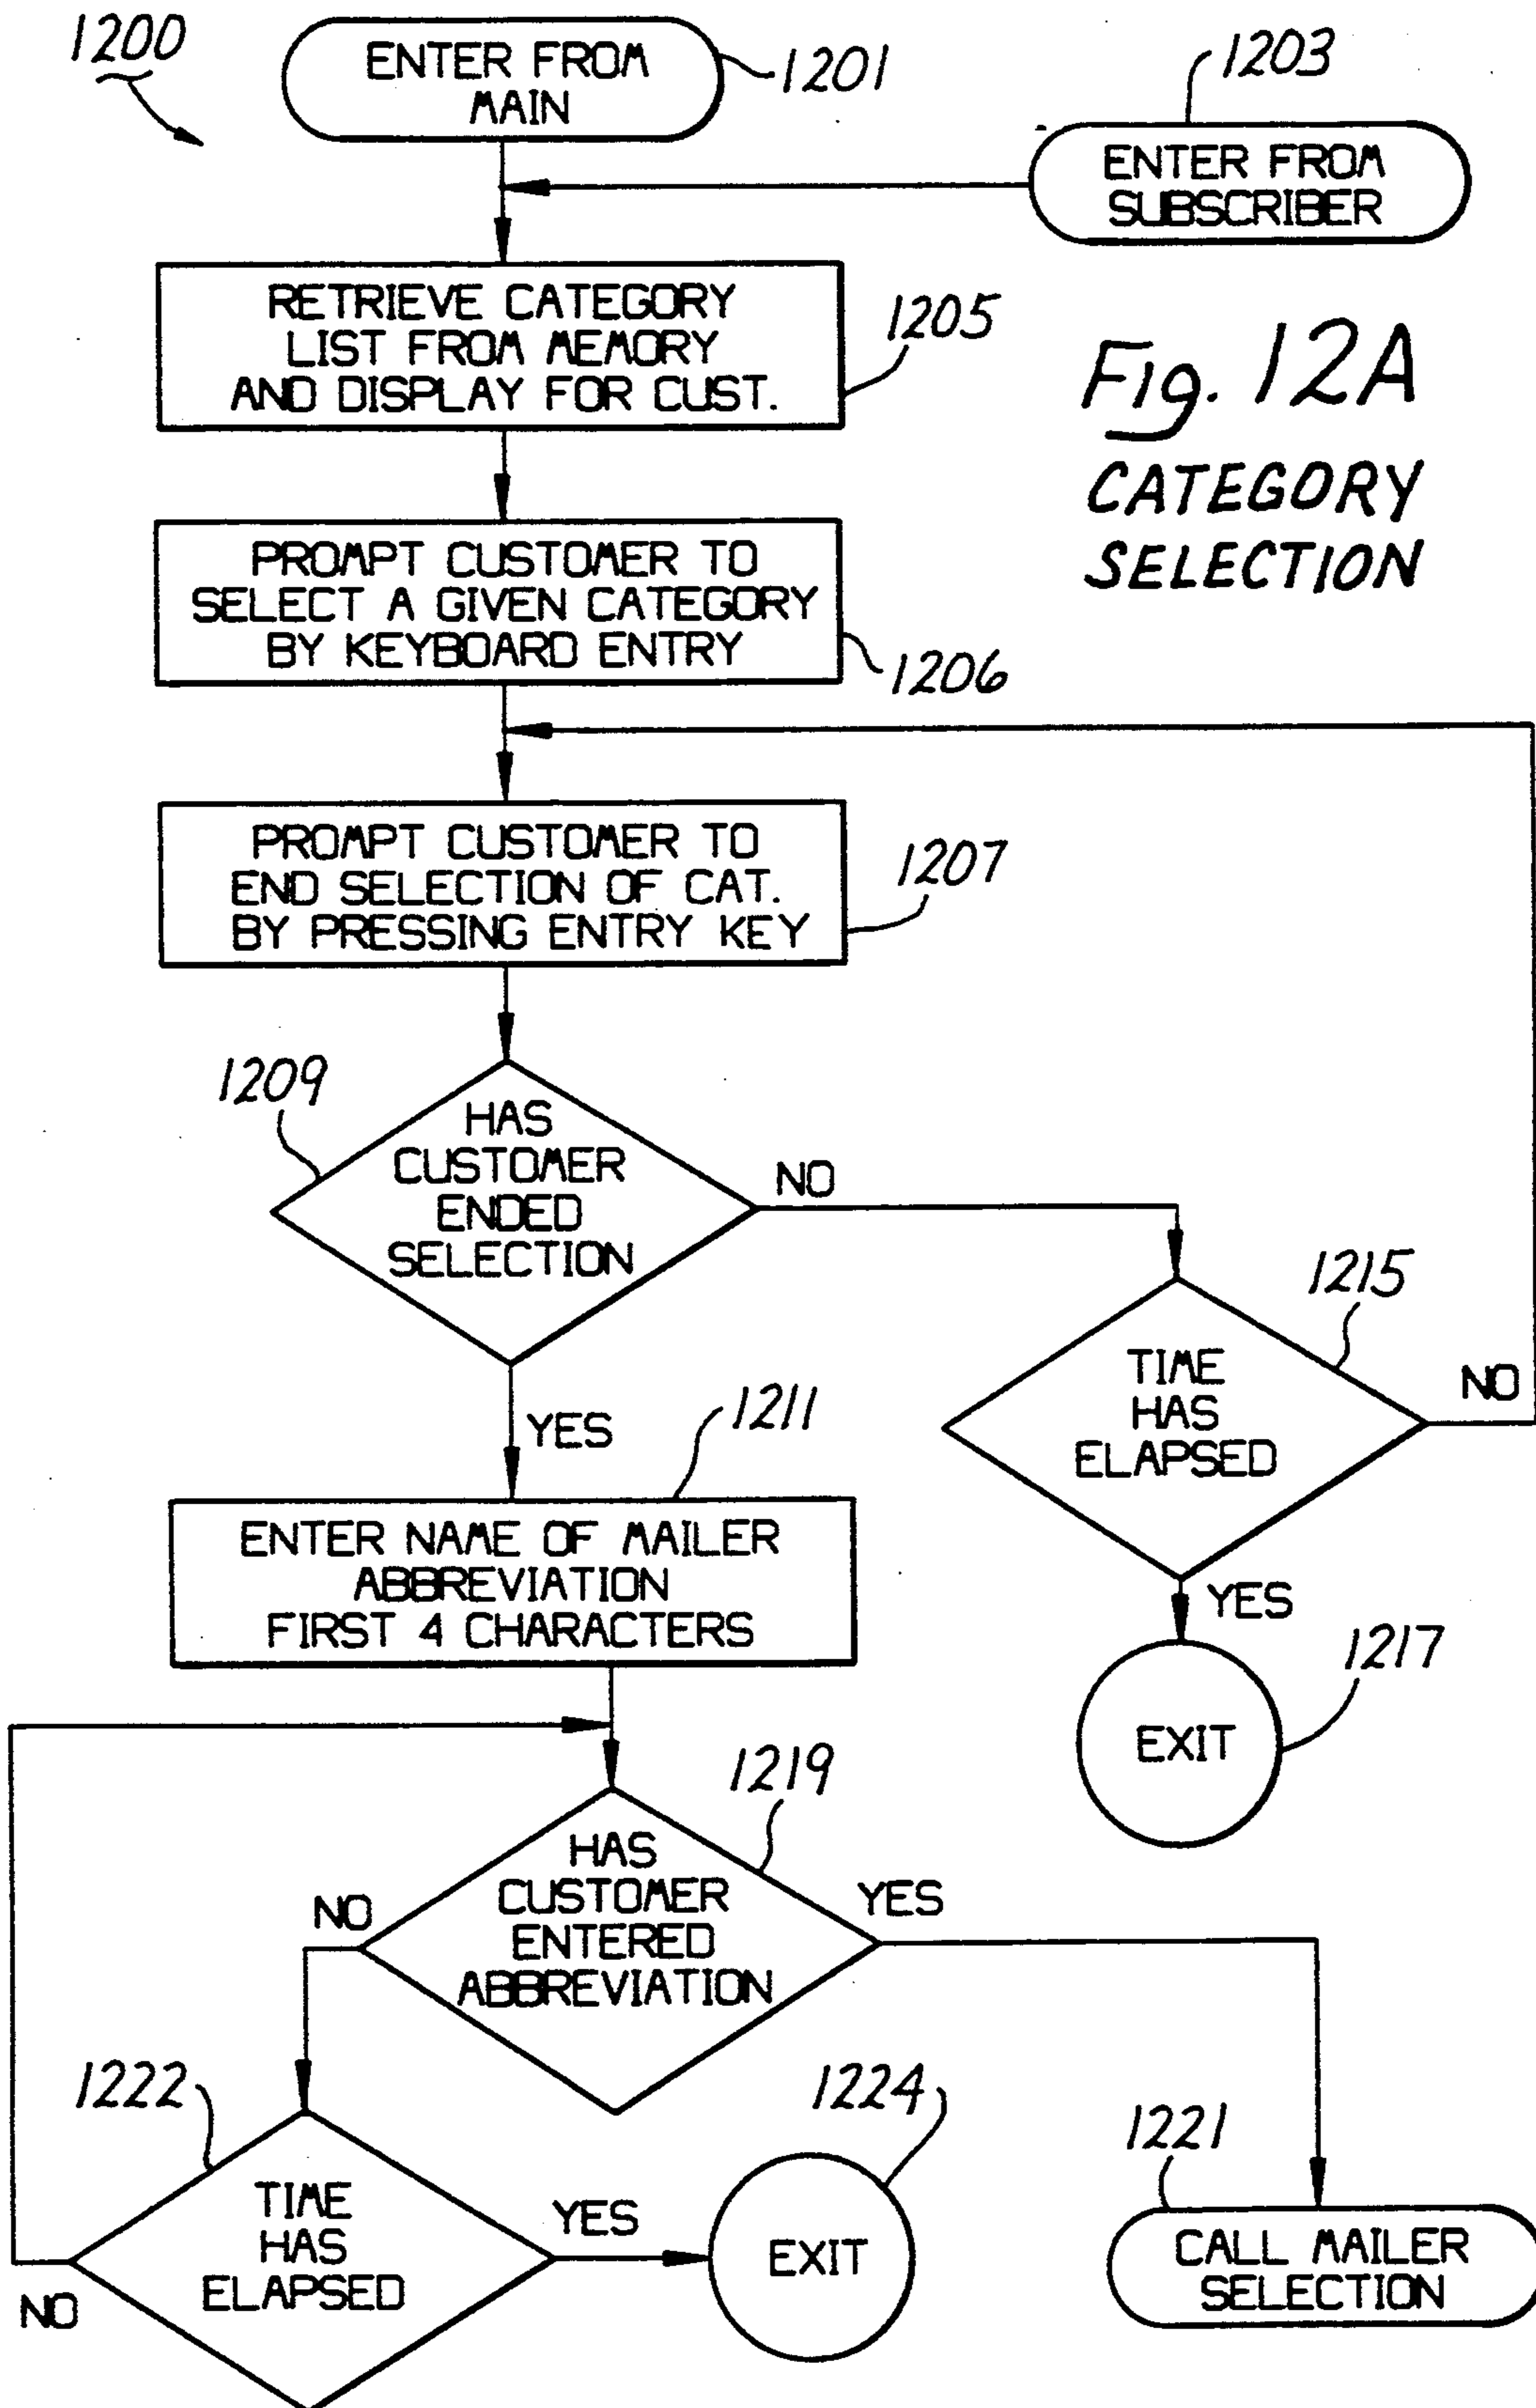 1200
ENTER FROM
MAIN
1201
1203
ENTER FROM
SUBSCRIBER
RETRIEVE CATEGORY
LIST FROM MEMORY
AND DISPLAY FOR CUST.
1205
Fig. 12A
CATEGORY
SELECTION
PROMPT CUSTOMER TO
SELECT A GIVEN CATEGORY
BY KEYBOARD ENTRY
1206
PROMPT CUSTOMER TO
END SELECTION OF CAT.
BY PRESSING ENTRY KEY
1207
1209
HAS
CUSTOMER
ENDED
SELECTION
NO
1215
TIME
HAS
ELAPSED
NO
YES
1211
ENTER NAME OF MAILER
ABBREVIATION
FIRST 4 CHARACTERS
YES
1217
EXIT
1219
HAS
CUSTOMER
ENTERED
ABBREVIATION
NO
YES
1222
TIME
HAS
ELAPSED
NO
YES
1224
EXIT
1221
CALL MAILER
SELECTION